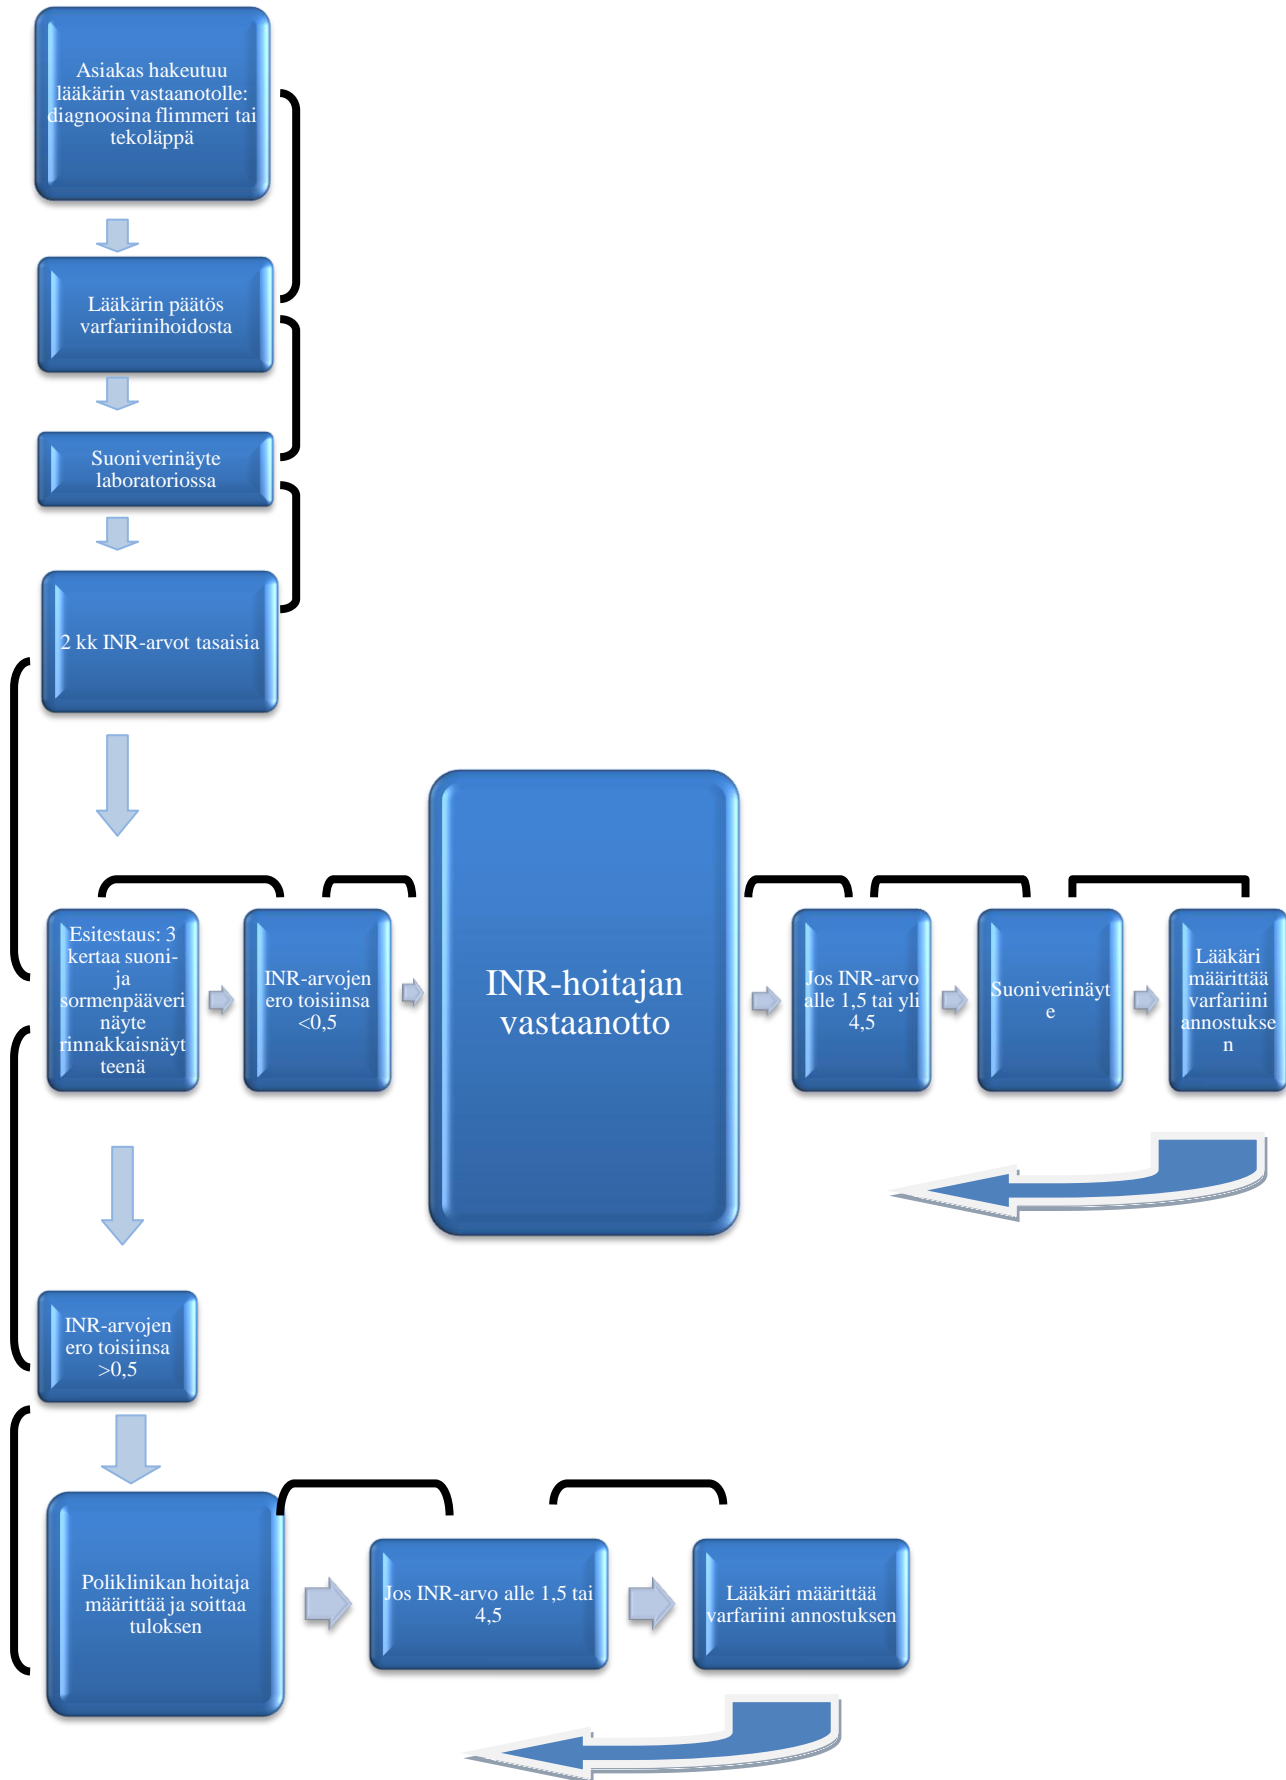 Asiakas hakeutuu
lääkärin vastaanotolle:
diagnoosina flimmeri tai
tekoläppä
Lääkärin päätös
varfariinihoidosta
Suoniverinäyte
laboratoriossa
2 kk INR-arvot tasaisia
Esitestaus: 3
kertaa suoni-
ja
sormenpääveri
näyte
rinnakkaisnäyt
teenä
INR-arvojen
ero toisiinsa
<0,5
INR-hoitajan
vastaanotto
Jos INR-arvo
alle 1,5 tai yli
4,5
Suoniverinäyt
e
Lääkäri
määrittää
varfariini
annostukse
n
INR-arvojen
ero toisiinsa
>0,5
Poliklinikan hoitaja
määrittää ja soittaa
tuloksen
Jos INR-arvo alle 1,5 tai
4,5
Lääkäri määrittää
varfariini annostuksen